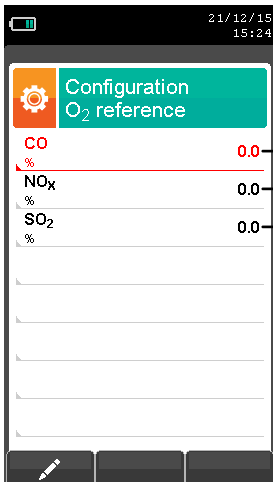 21/12/15
15:24
Configuration
O₂ reference
CO 0.0
%
NOX 0.0
%
SO₂ 0.0
%